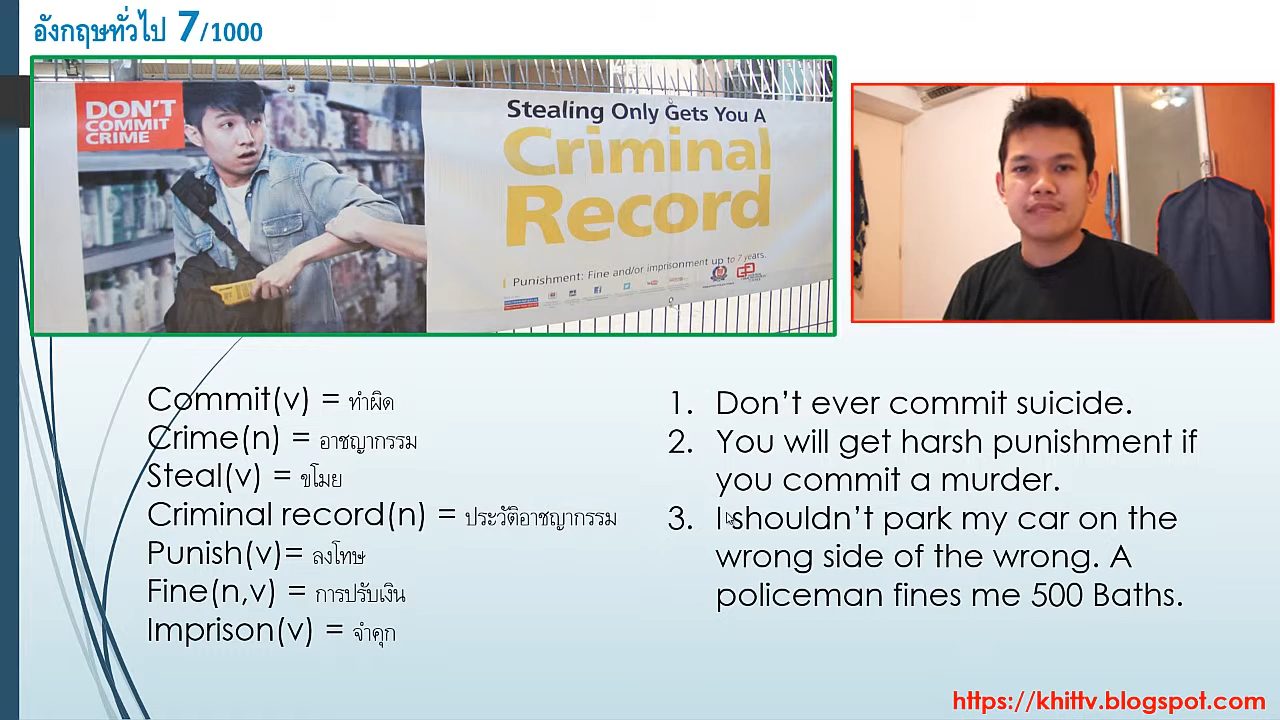 อังกฤษทั่วไป 7/1000
DON'T
COMMIT
CRIME
Stealing Only Gets You A
Criminal
Record
Punishment: Fine and/or imprisonment up to 7 years.
Commit(v) = ทำผิด
Crime(n) = อาชญากรรม
Steal(v) = ขโมย
Criminal record(n) = ประวัติอาชญากรรม
Punish(v)= ลงโทษ
Fine(n,v) = การปรับเงิน
Imprison(v) = จำคุก
1. Don't ever commit suicide.
2. You will get harsh punishment if
you commit a murder.
3. I shouldn't park my car on the
wrong side of the wrong. A
policeman fines me 500 Baths.
https://khittv.blogspot.com